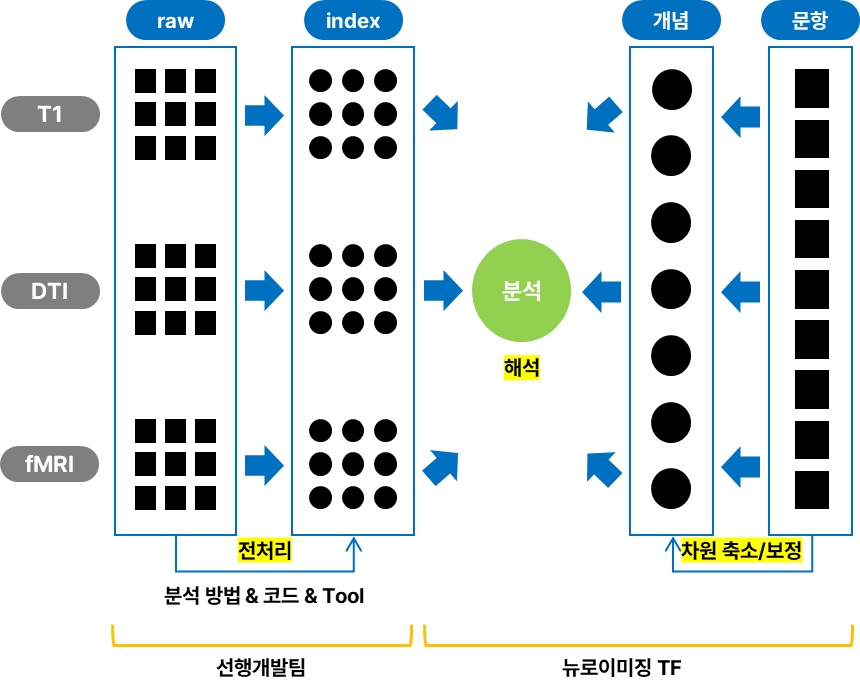 raw
index
개념
문항
T1
DTI
분석
해석
fMRI
전처리
차원 축소/보정
분석 방법 & 코드 & Tool
선행개발팀
뉴로이미징 TF